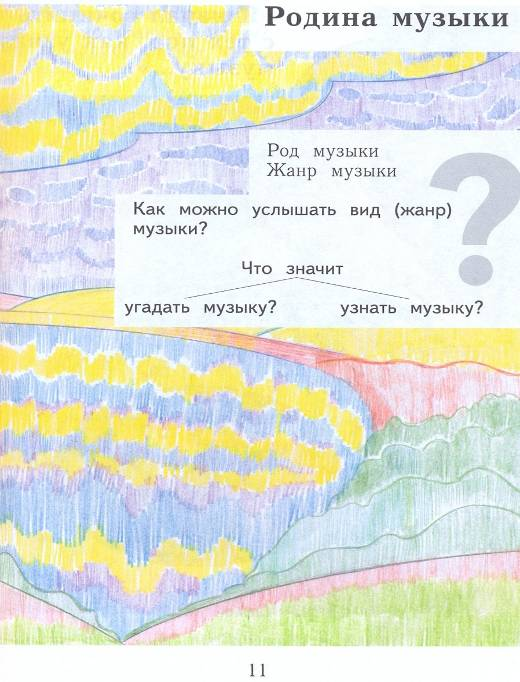 Родина музыки
Род музыки
Жанр музыки
?
Как можно услышать вид (жанр)
музыки?
Что значит
угадать музыку? узнать музыку?
11